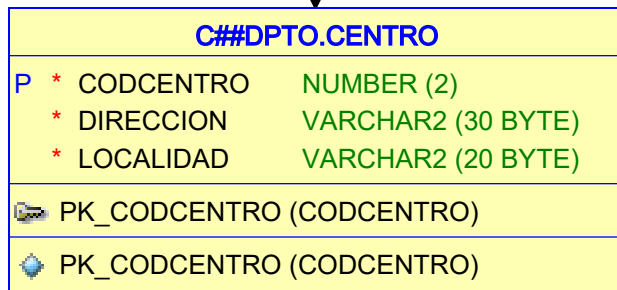 C##DPTO.CENTRO
P * CODCENTRO NUMBER (2)
* DIRECCION VARCHAR2 (30 BYTE)
* LOCALIDAD VARCHAR2 (20 BYTE)
PK_CODCENTRO (CODCENTRO)
PK_CODCENTRO (CODCENTRO)